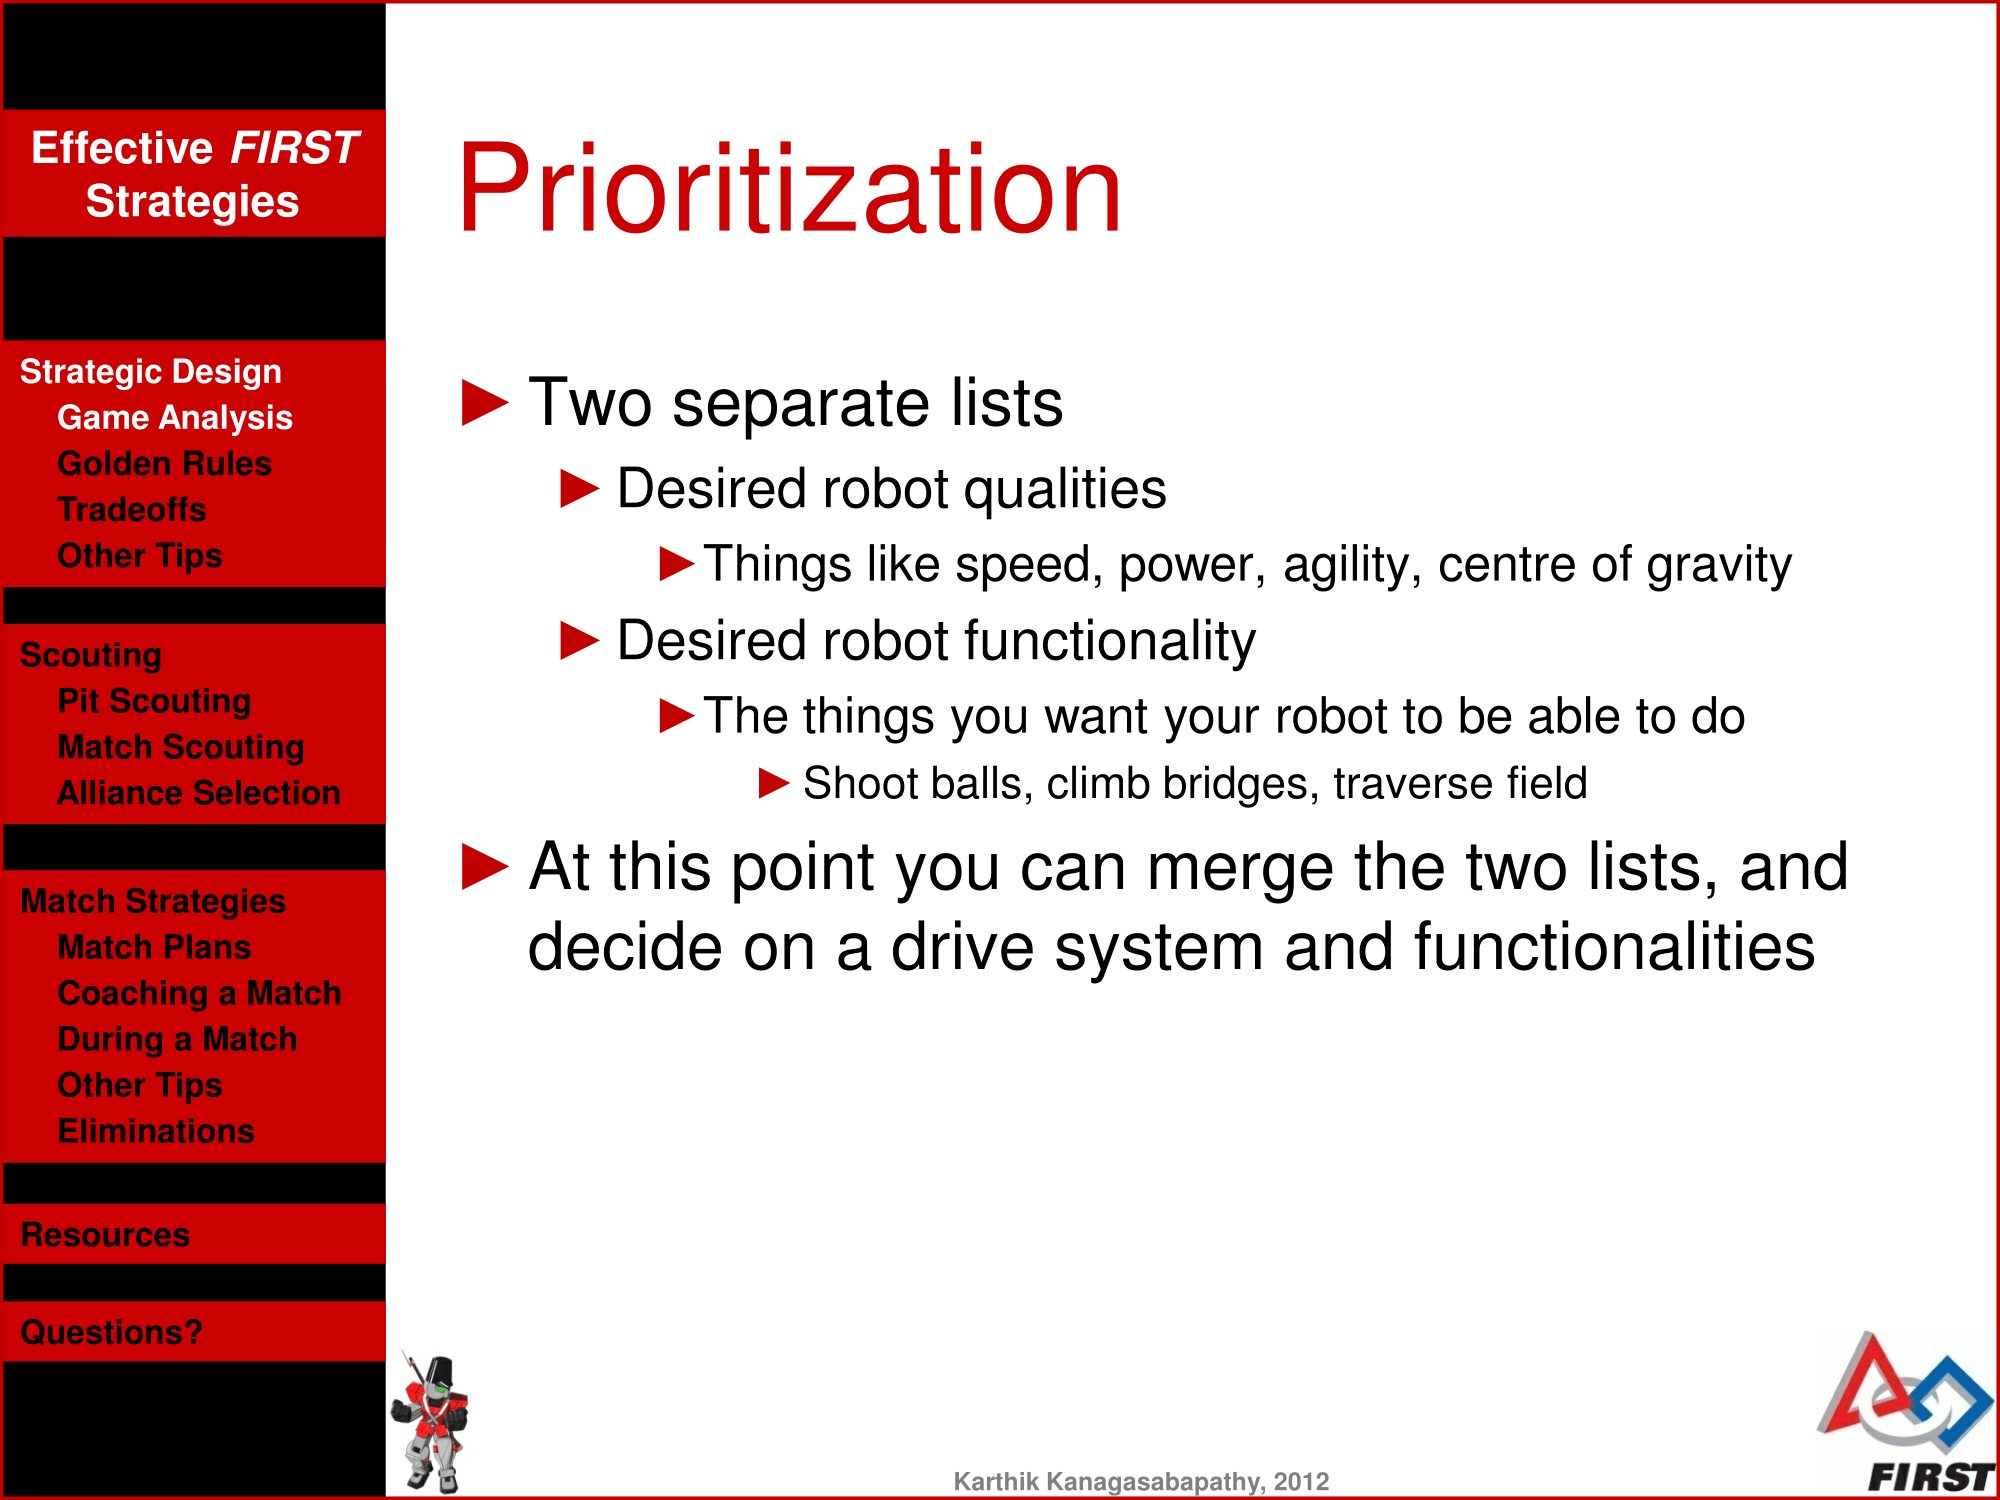 Effective FIRST
Strategies
Strategic Design
Game Analysis
Golden Rules
Tradeoffs
Other Tips
Scouting
Pit Scouting
Match Scouting
Alliance Selection
Match Strategies
Match Plans
Coaching a Match
During a Match
Other Tips
Eliminations
Resources
Questions?
Prioritization
Two separate lists
Desired robot qualities
Things like speed, power, agility, centre of gravity
Desired robot functionality
The things you want your robot to be able to do
Shoot balls, climb bridges, traverse field
At this point you can merge the two lists, and
decide on a drive system and functionalities
Karthik Kanagasabapathy, 2012
FIRST